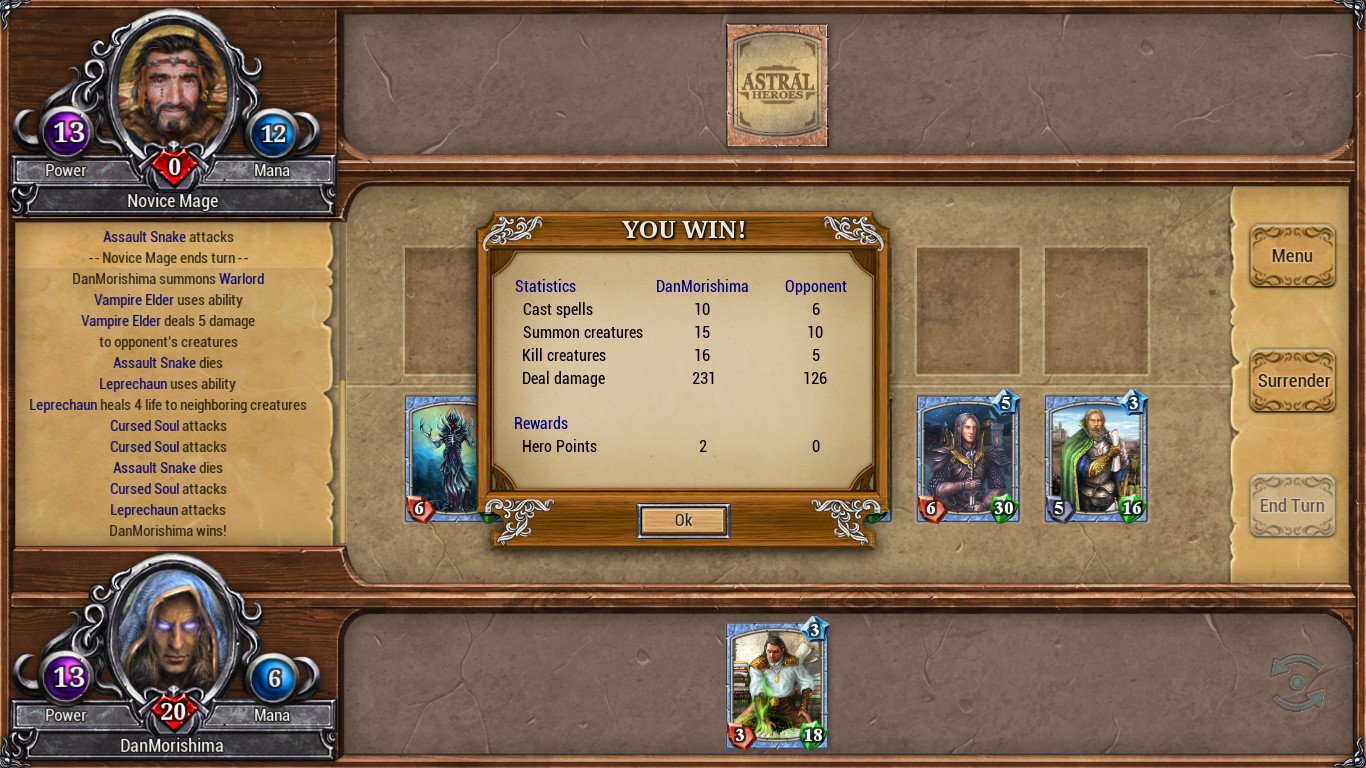 13
12
0
Power
Mana
Novice Mage
ASTRAL
HEROES
Assault Snake attacks
-- Novice Mage ends turn --
DanMorishima summons Warlord
Vampire Elder uses ability
Vampire Elder deals 5 damage
to opponent's creatures
Assault Snake dies
Leprechaun uses ability
Leprechaun heals 4 life to neighboring creatures
Cursed Soul attacks
Cursed Soul attacks
Assault Snake dies
Cursed Soul attacks
Leprechaun attacks
DanMorishima wins!
YOU WIN!
Statistics DanMorishima Opponent
Cast spells 10 6
Summon creatures 15 10
Kill creatures 16 5
Deal damage 231 126
Rewards
Hero Points 2 0
Ok
6
5
6 30
3
5 16
Menu
Surrender
End Turn
13
6
20
Power
Mana
DanMorishima
3
3 18